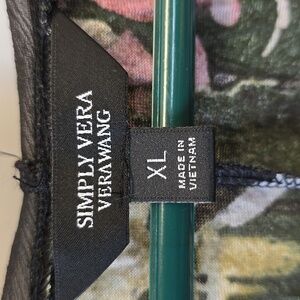 SIMPLY VERA
VERAWANG
XL
MADE IN
VIETNAM